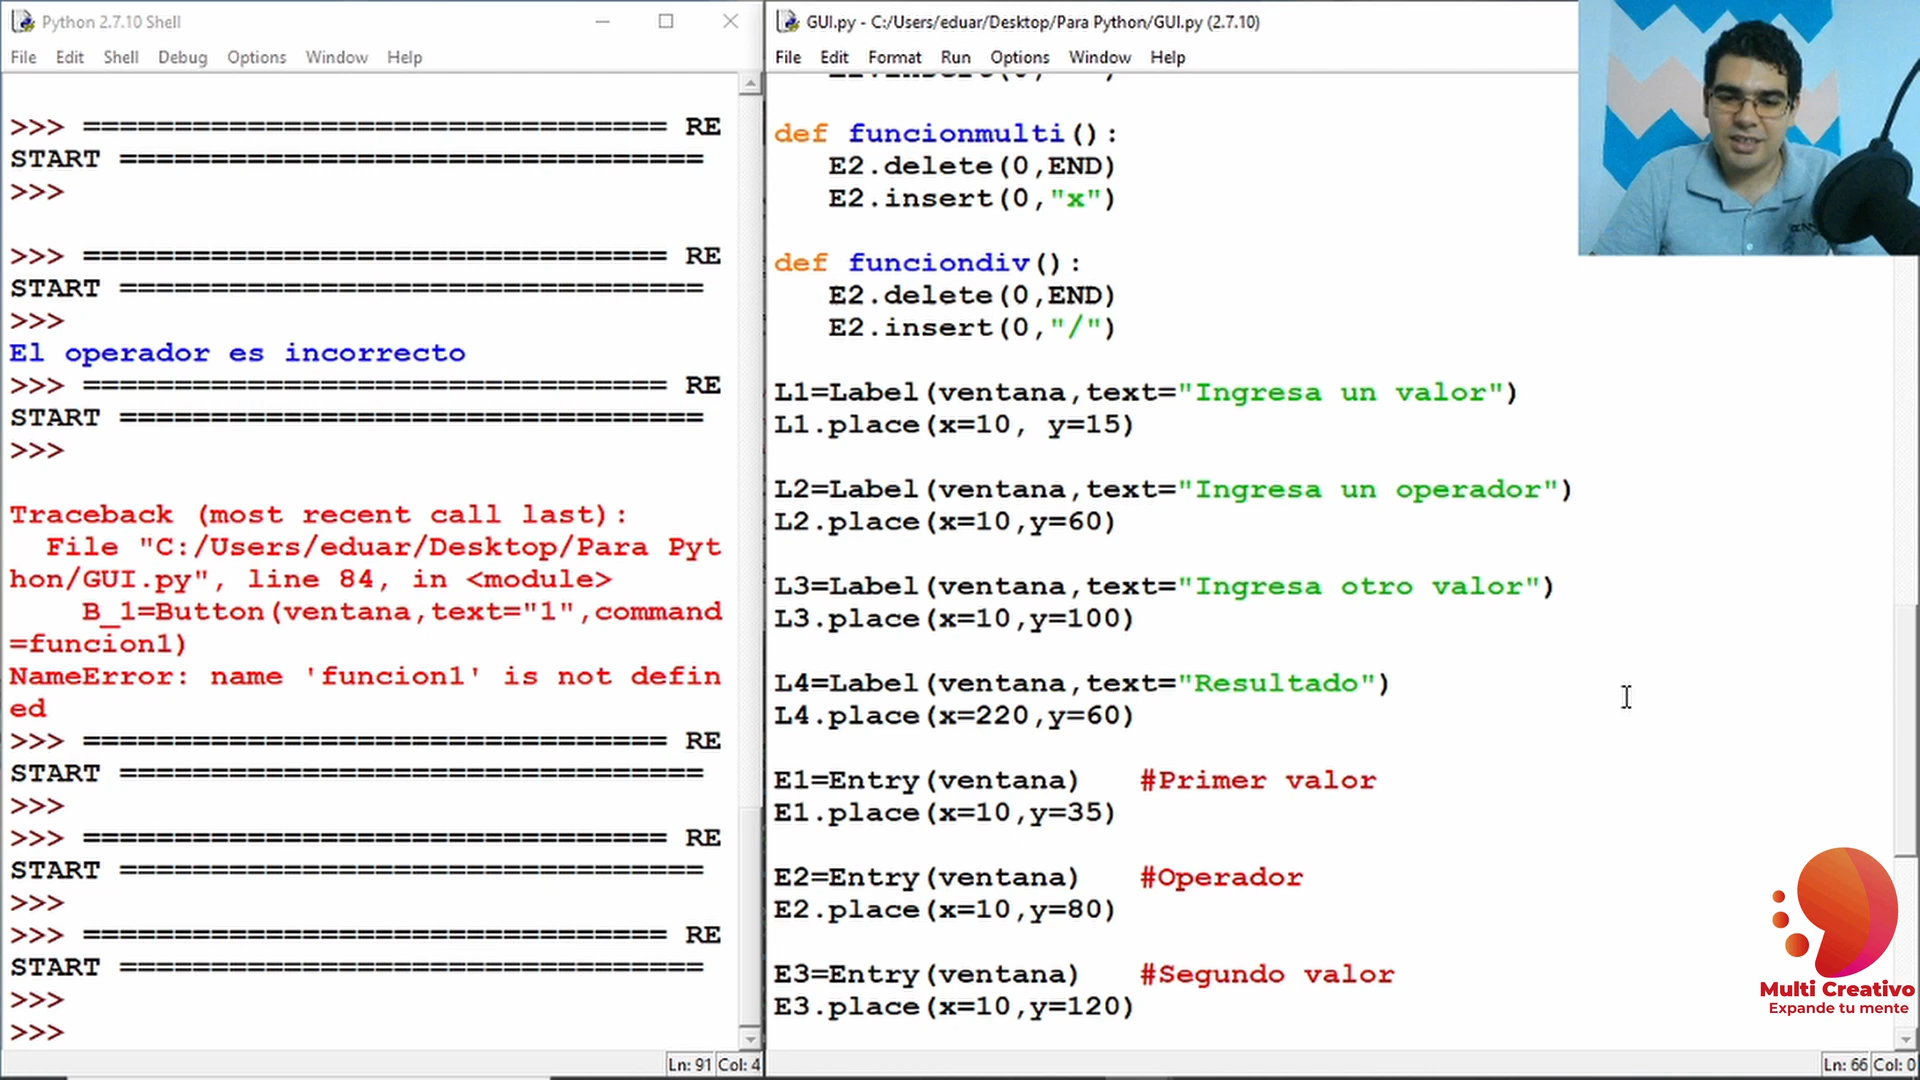 Python 2.7.10 Shell
File Edit Shell Debug Options Window Help
>>> ================================ RE
START ================================
>>>
>>> ================================ RE
START ================================
>>>
El operador es incorrecto
>>> ================================ RE
START ================================
>>>
Traceback (most recent call last):
  File "C:/Users/eduar/Desktop/Para Pyt
hon/GUI.py", line 84, in <module>
    B_1=Button(ventana,text="1",command
=funcion1)
NameError: name 'funcion1' is not defin
ed
>>> ================================ RE
START ================================
>>>
>>> ================================ RE
START ================================
>>>
>>> ================================ RE
START ================================
>>>
>>>
Ln: 91 Col: 4
GUI.py - C:/Users/eduar/Desktop/Para Python/GUI.py (2.7.10)
File Edit Format Run Options Window Help
def funcionmulti():
   E2.delete(0,END)
   E2.insert(0,"x")
def funciondiv():
   E2.delete(0,END)
   E2.insert(0,"/")
L1=Label(ventana,text="Ingresa un valor")
L1.place(x=10, y=15)
L2=Label(ventana,text="Ingresa un operador")
L2.place(x=10,y=60)
L3=Label(ventana,text="Ingresa otro valor")
L3.place(x=10,y=100)
L4=Label(ventana,text="Resultado")
L4.place(x=220,y=60)
E1=Entry(ventana)   #Primer valor
E1.place(x=10,y=35)
E2=Entry(ventana)   #Operador
E2.place(x=10,y=80)
E3=Entry(ventana)   #Segundo valor
E3.place(x=10,y=120)
Multi Creativo
Expande tu mente
Ln: 66 Col: 0